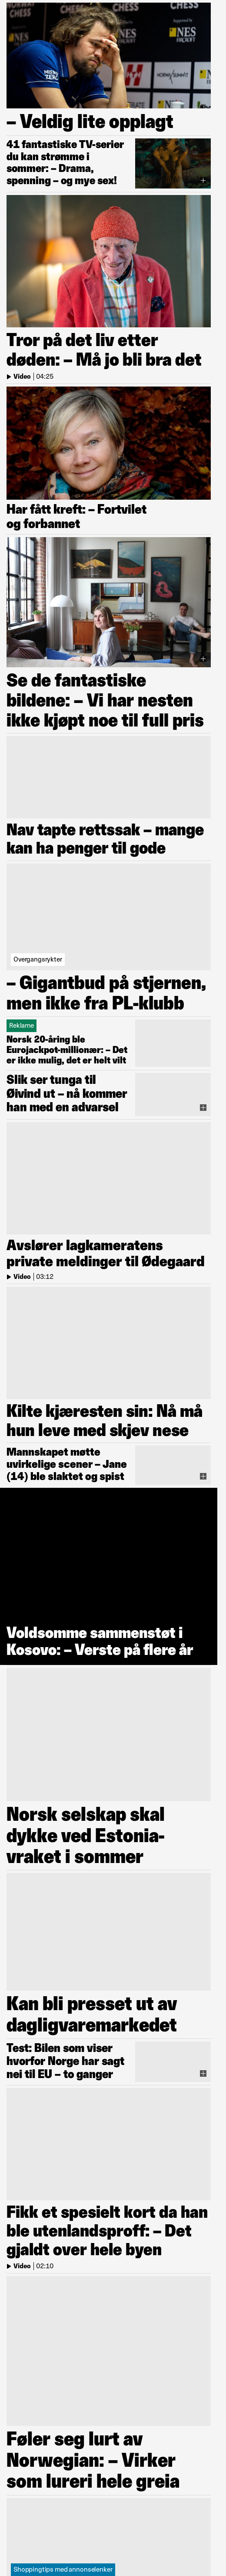 CHESS
CHESS
Supported by
NES
FIRCROFT
NES
FIRCROFT
– Veldig lite opplagt
41 fantastiske TV-serier
du kan strømme i
sommer: – Drama,
spenning – og mye sex!
Tror på det liv etter
døden: – Må jo bli bra det
Video | 04:25
Har fått kreft: – Fortvilet
og forbannet
Se de fantastiske
bildene: – Vi har nesten
ikke kjøpt noe til full pris
Nav tapte rettssak – mange
kan ha penger til gode
Overgangsrykter
– Gigantbud på stjernen,
men ikke fra PL-klubb
Reklame
Norsk 20-åring ble
Eurojackpot-millionær: – Det
er ikke mulig, det er helt vilt
Slik ser tunga til
Øivind ut – nå kommer
han med en advarsel
Avslører lagkameratens
private meldinger til Ødegaard
Video | 03:12
Kilte kjæresten sin: Nå må
hun leve med skjev nese
Mannskapet møtte
uvirkelige scener – Jane
(14) ble slaktet og spist
Voldsomme sammenstøt i
Kosovo: – Verste på flere år
Norsk selskap skal
dykke ved Estonia-
vraket i sommer
Kan bli presset ut av
dagligvaremarkedet
Test: Bilen som viser
hvorfor Norge har sagt
nei til EU – to ganger
Fikk et spesielt kort da han
ble utenlandsproff: – Det
gjaldt over hele byen
Video | 02:10
Føler seg lurt av
Norwegian: – Virker
som lureri hele greia
Shoppingtips med annonselenker